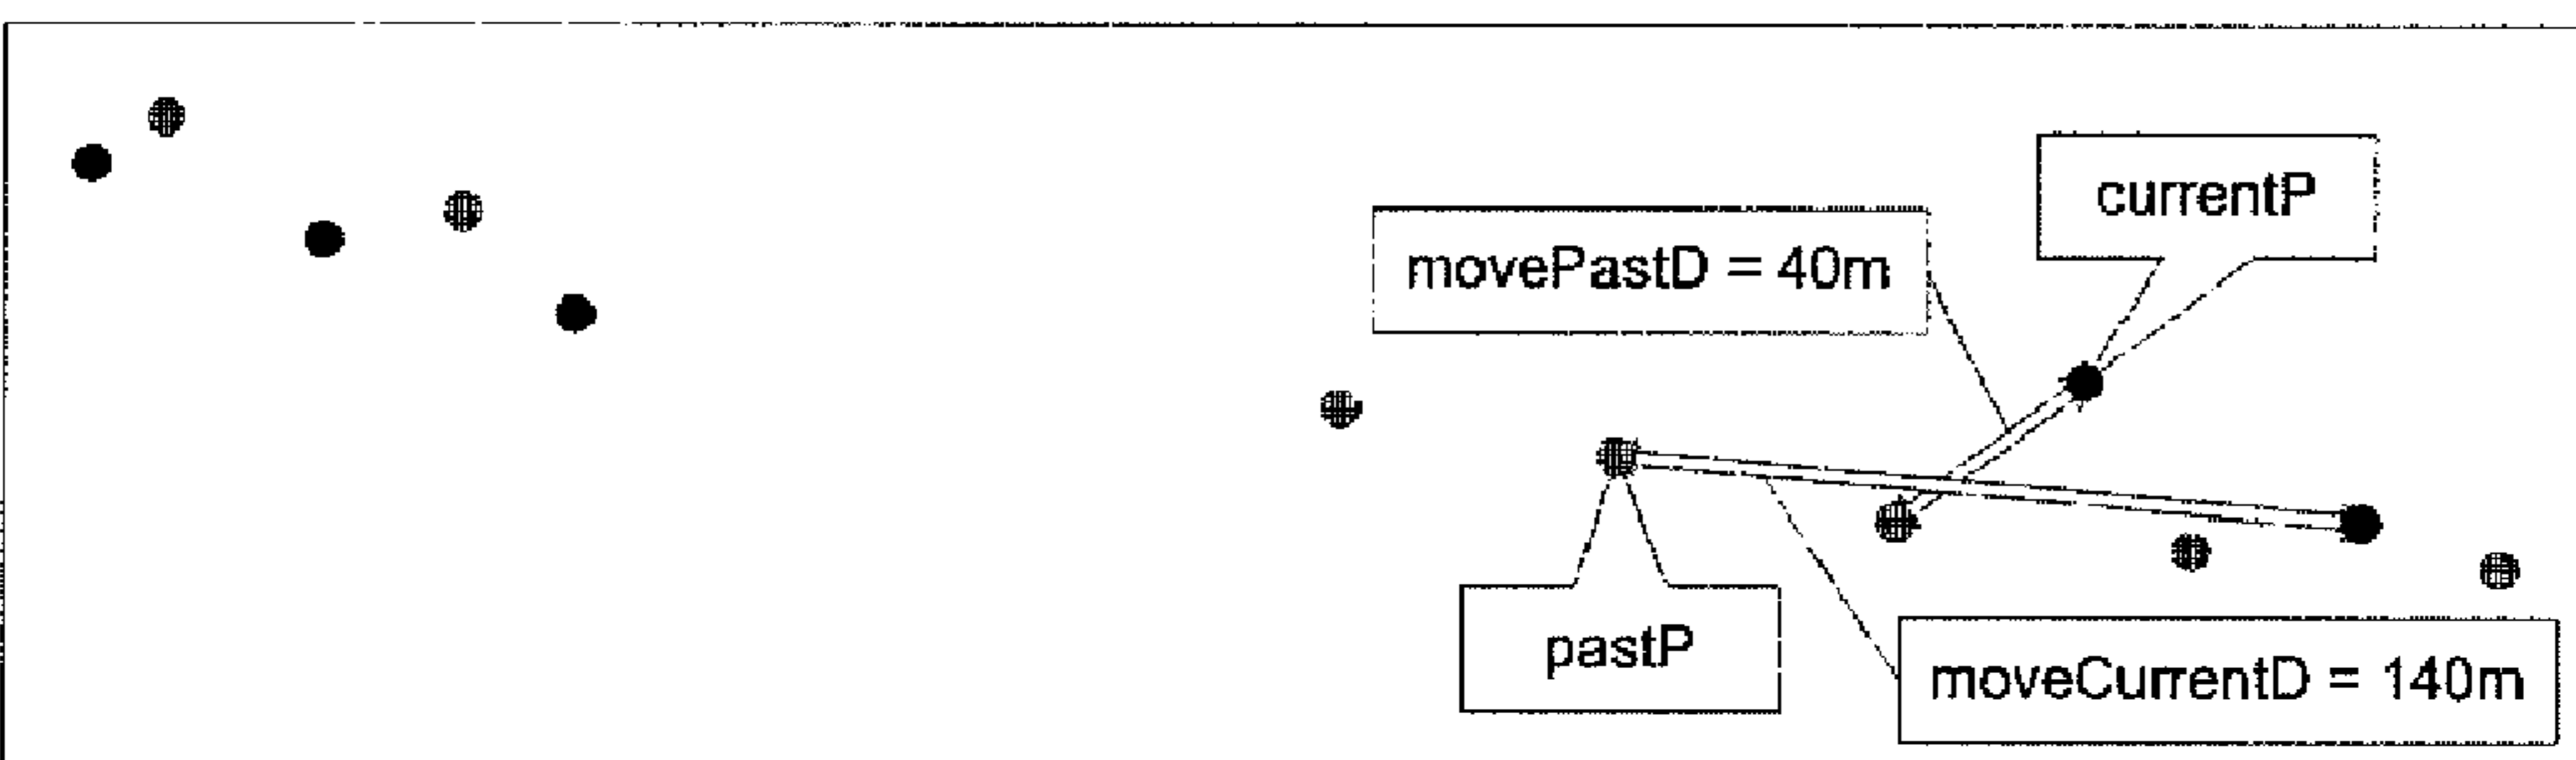 currentP
movePastD = 40m
pastP
moveCurrentD = 140m